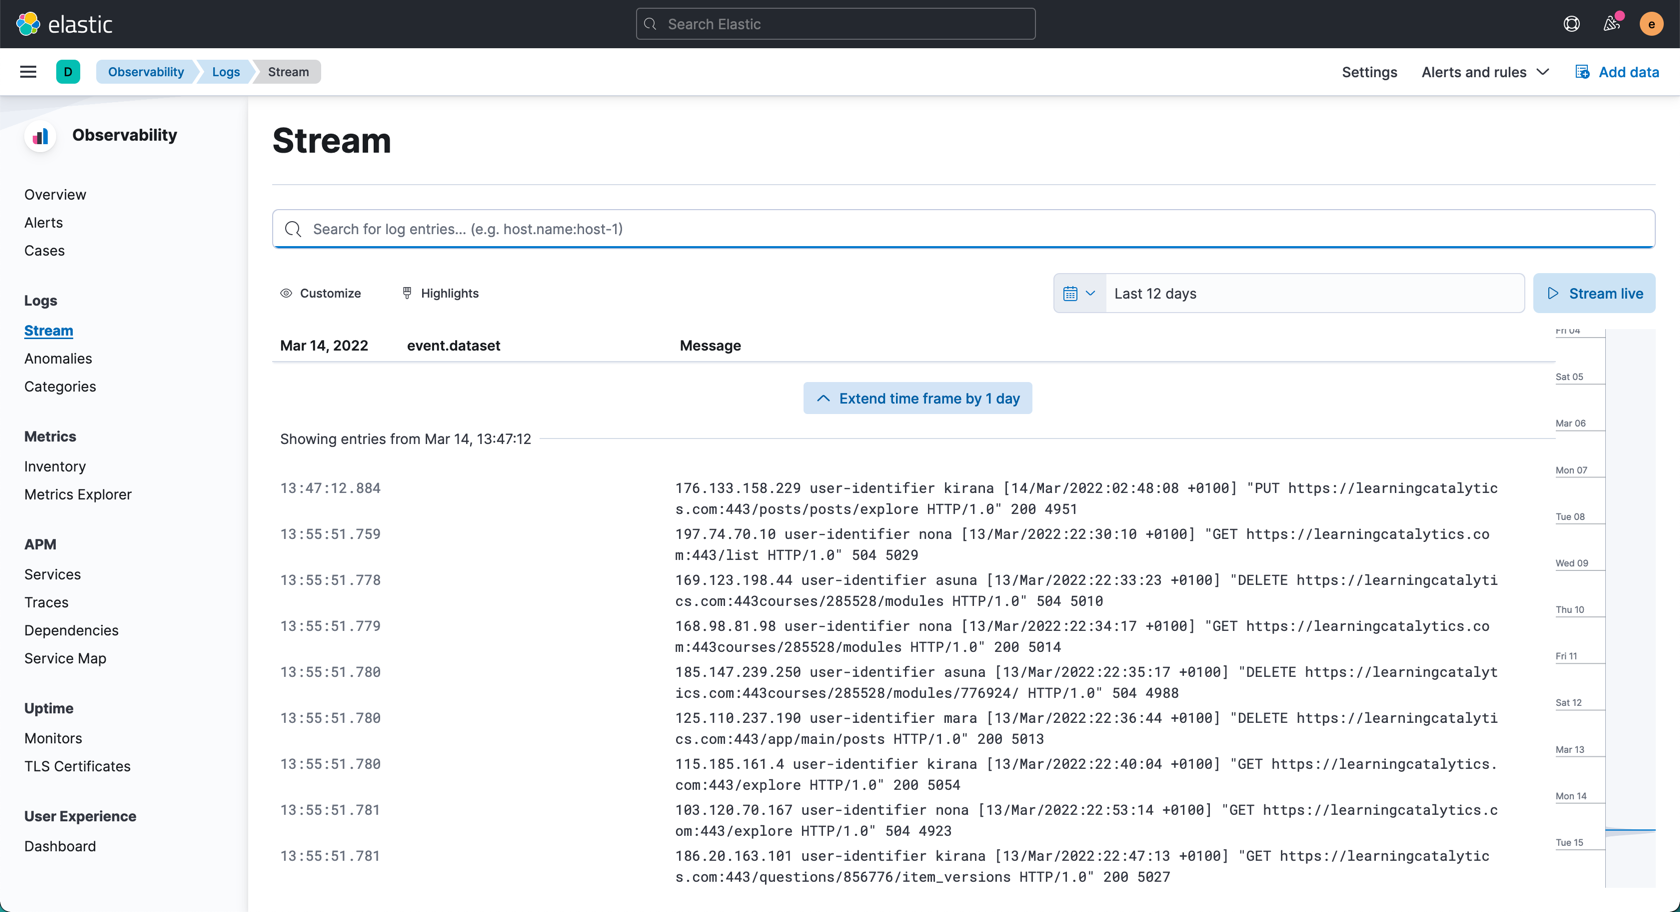 elastic
Search Elastic
e
D
Observability
Logs
Stream
Settings
Alerts and rules
Add data
Observability
Overview
Alerts
Cases
Logs
Stream
Anomalies
Categories
Metrics
Inventory
Metrics Explorer
APM
Services
Traces
Dependencies
Service Map
Uptime
Monitors
TLS Certificates
User Experience
Dashboard
Stream
Search for log entries... (e.g. host.name:host-1)
Customize
Highlights
Last 12 days
Stream live
Mar 14, 2022
event.dataset
Message
Extend time frame by 1 day
Showing entries from Mar 14, 13:47:12
13:47:12.884
176.133.158.229 user-identifier kirana [14/Mar/2022:02:48:08 +0100] "PUT https://learningcatalytic
s.com:443/posts/posts/explore HTTP/1.0" 200 4951
13:55:51.759
197.74.70.10 user-identifier nona [13/Mar/2022:22:30:10 +0100] "GET https://learningcatalytics.co
m:443/list HTTP/1.0" 504 5029
13:55:51.778
169.123.198.44 user-identifier asuna [13/Mar/2022:22:33:23 +0100] "DELETE https://learningcatalyti
cs.com:443courses/285528/modules HTTP/1.0" 504 5010
13:55:51.779
168.98.81.98 user-identifier nona [13/Mar/2022:22:34:17 +0100] "GET https://learningcatalytics.co
m:443courses/285528/modules HTTP/1.0" 200 5014
13:55:51.780
185.147.239.250 user-identifier asuna [13/Mar/2022:22:35:17 +0100] "DELETE https://learningcatalyt
ics.com:443courses/285528/modules/776924/ HTTP/1.0" 504 4988
13:55:51.780
125.110.237.190 user-identifier mara [13/Mar/2022:22:36:44 +0100] "DELETE https://learningcatalyti
cs.com:443/app/main/posts HTTP/1.0" 200 5013
13:55:51.780
115.185.161.4 user-identifier kirana [13/Mar/2022:22:40:04 +0100] "GET https://learningcatalytics.
com:443/explore HTTP/1.0" 200 5054
13:55:51.781
103.120.70.167 user-identifier nona [13/Mar/2022:22:53:14 +0100] "GET https://learningcatalytics.c
om:443/explore HTTP/1.0" 504 4923
13:55:51.781
186.20.163.101 user-identifier kirana [13/Mar/2022:22:47:13 +0100] "GET https://learningcatalytic
s.com:443/questions/856776/item_versions HTTP/1.0" 200 5027
Fri 04
Sat 05
Mar 06
Mon 07
Tue 08
Wed 09
Thu 10
Fri 11
Sat 12
Mar 13
Mon 14
Tue 15